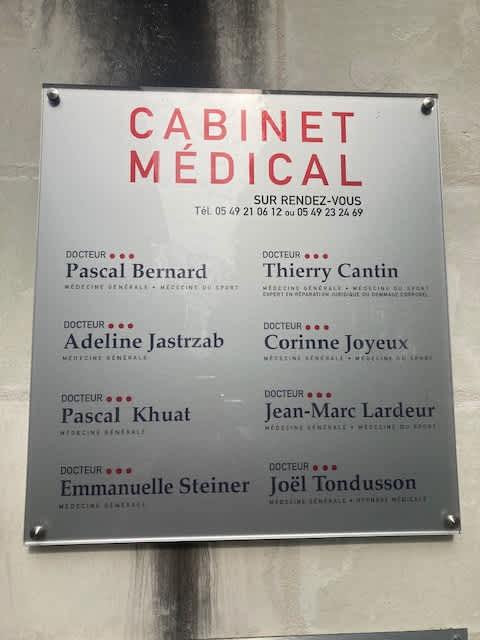 CABINET
MÉDICAL
SUR RENDEZ-VOUS
Tél. 05 49 21 06 12 ou 05 49 23 24 69
DOCTEUR
Pascal Bernard
MÉDECINE GÉNÉRALE • MÉDECINE DU SPORT
DOCTEUR
Adeline Jastrzab
MÉDECINE GÉNÉRALE
DOCTEUR
Pascal Khuat
MÉDECINE GÉNÉRALE
DOCTEUR
Emmanuelle Steiner
MÉDECINE GÉNÉRALE
DOCTEUR
Thierry Cantin
MÉDECINE GÉNÉRALE • MÉDECINE DU SPORT
EXPERT EN RÉPARATION JURIDIQUE DU DOMMAGE CORPOREL
DOCTEUR
Corinne Joyeux
MÉDECINE GÉNÉRALE • MÉDECINE DU SPORT
DOCTEUR
Jean-Marc Lardeur
MÉDECINE GÉNÉRALE • MÉDECINE DU SPORT
DOCTEUR
Joël Tondusson
MÉDECINE GÉNÉRALE • HYPNOSE MÉDICALE